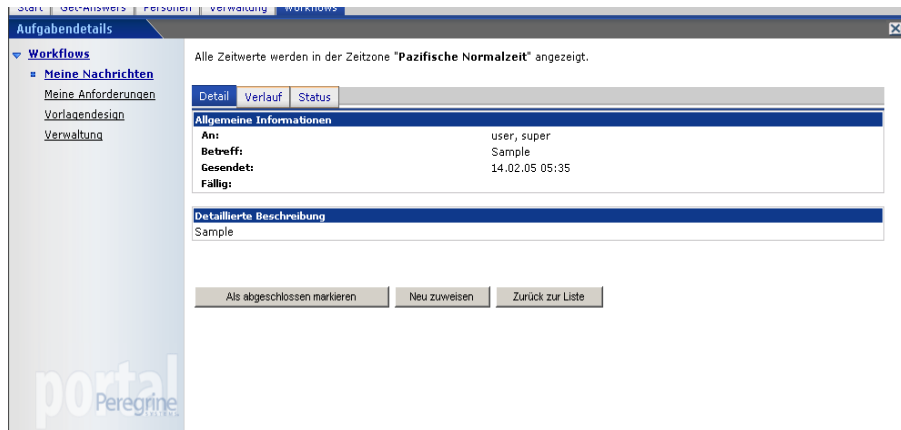 Start Get-Answers Personen Verwaltung Workflows
Aufgabendetails
Workflows
Meine Nachrichten
Meine Anforderungen
Vorlagendesign
Verwaltung
Alle Zeitwerte werden in der Zeitzone "Pazifische Normalzeit" angezeigt.
Detail Verlauf Status
Allgemeine Informationen
An: user, super
Betreff: Sample
Gesendet: 14.02.05 05:35
Fällig:
Detaillierte Beschreibung
Sample
Als abgeschlossen markieren Neu zuweisen Zurück zur Liste
portal
Peregrine